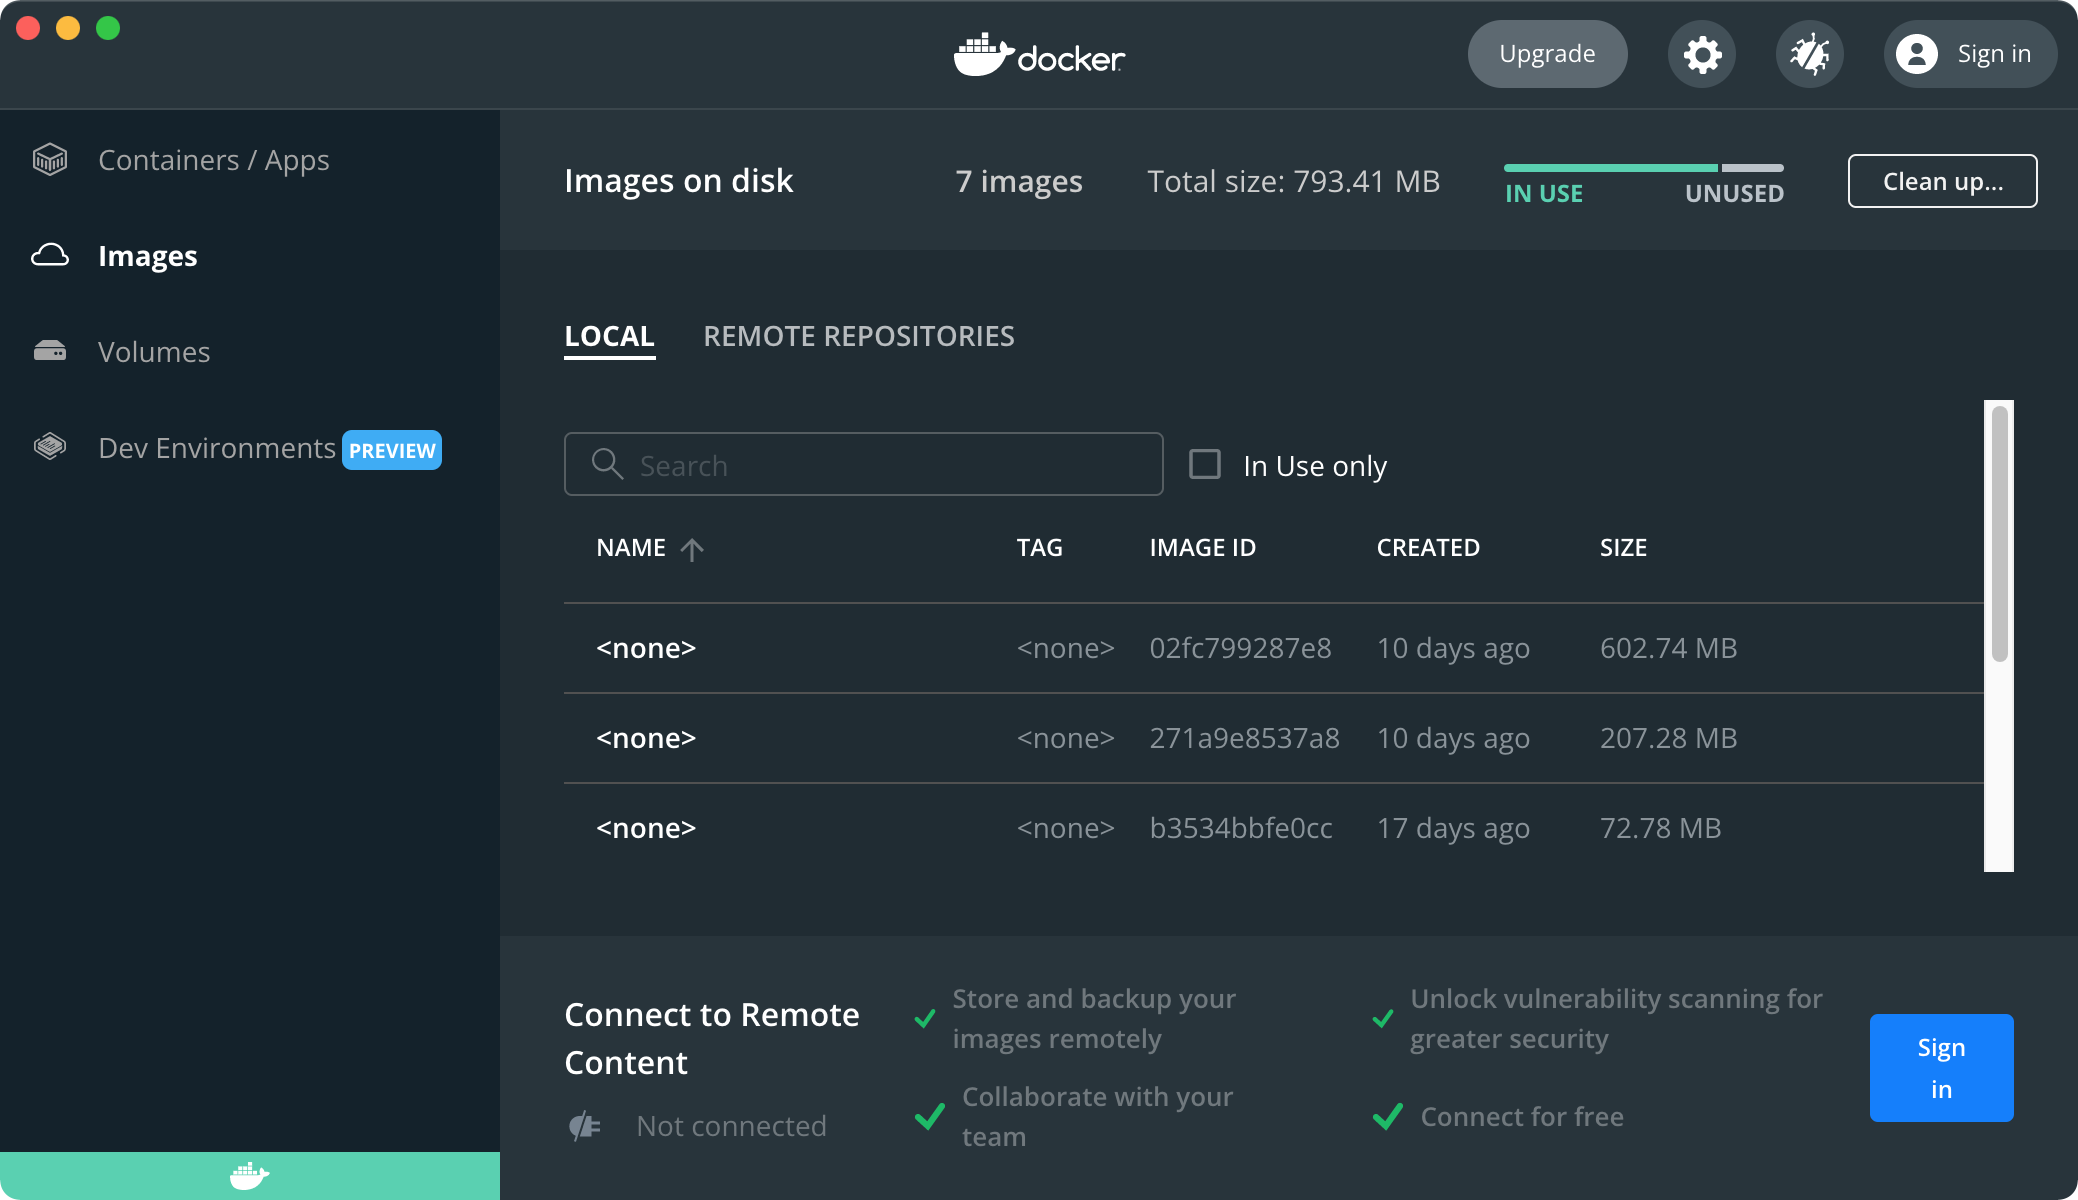 docker
Upgrade
Sign in
Containers / Apps
Images
Volumes
Dev Environments PREVIEW
Images on disk
7 images
Total size: 793.41 MB
IN USE
UNUSED
Clean up...
LOCAL
REMOTE REPOSITORIES
Search
In Use only
NAME TAG IMAGE ID CREATED SIZE
<none> <none> 02fc799287e8 10 days ago 602.74 MB
<none> <none> 271a9e8537a8 10 days ago 207.28 MB
<none> <none> b3534bbfe0cc 17 days ago 72.78 MB
Connect to Remote
Content
Not connected
Store and backup your
images remotely
Collaborate with your
team
Unlock vulnerability scanning for
greater security
Connect for free
Sign
in